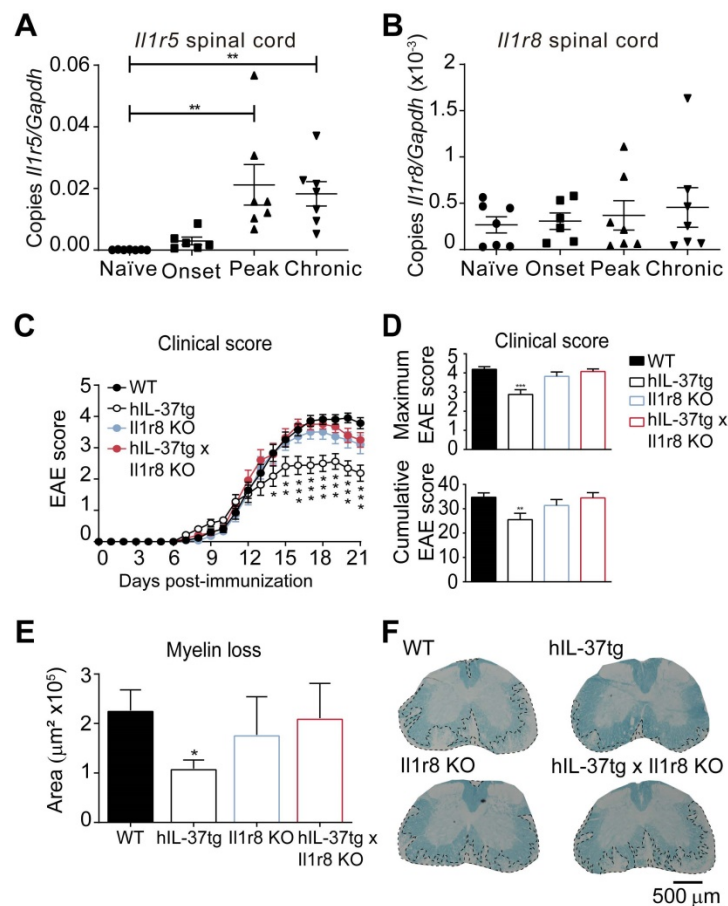 A
Il1r5 spinal cord
Copies Il1r5/Gapdh
0.06
0.04
0.02
0.00
**
**
Naïve
Onset
Peak
Chronic
B
Il1r8 spinal cord
Copies Il1r8/Gapdh (x10-3)
2
1.5
1
0.5
0
Naïve
Onset
Peak
Chronic
C
Clinical score
EAE score
5
4
3
2
1
0
WT
hIL-37tg
Il1r8 KO
hIL-37tg x
Il1r8 KO
* ** *** *** *** *** *** ***
0 3 6 9 12 15 18 21
Days post-immunization
D
Clinical score
Maximum
EAE score
5
4
3
2
1
0
***
WT
hIL-37tg
Il1r8 KO
hIL-37tg x
Il1r8 KO
Cumulative
EAE score
40
30
20
10
0
**
E
Myelin loss
Area (µm² x10⁵)
3
2
1
0
*
WT
hIL-37tg
Il1r8 KO
hIL-37tg x
Il1r8 KO
F
WT
hIL-37tg
Il1r8 KO
hIL-37tg x Il1r8 KO
500 µm